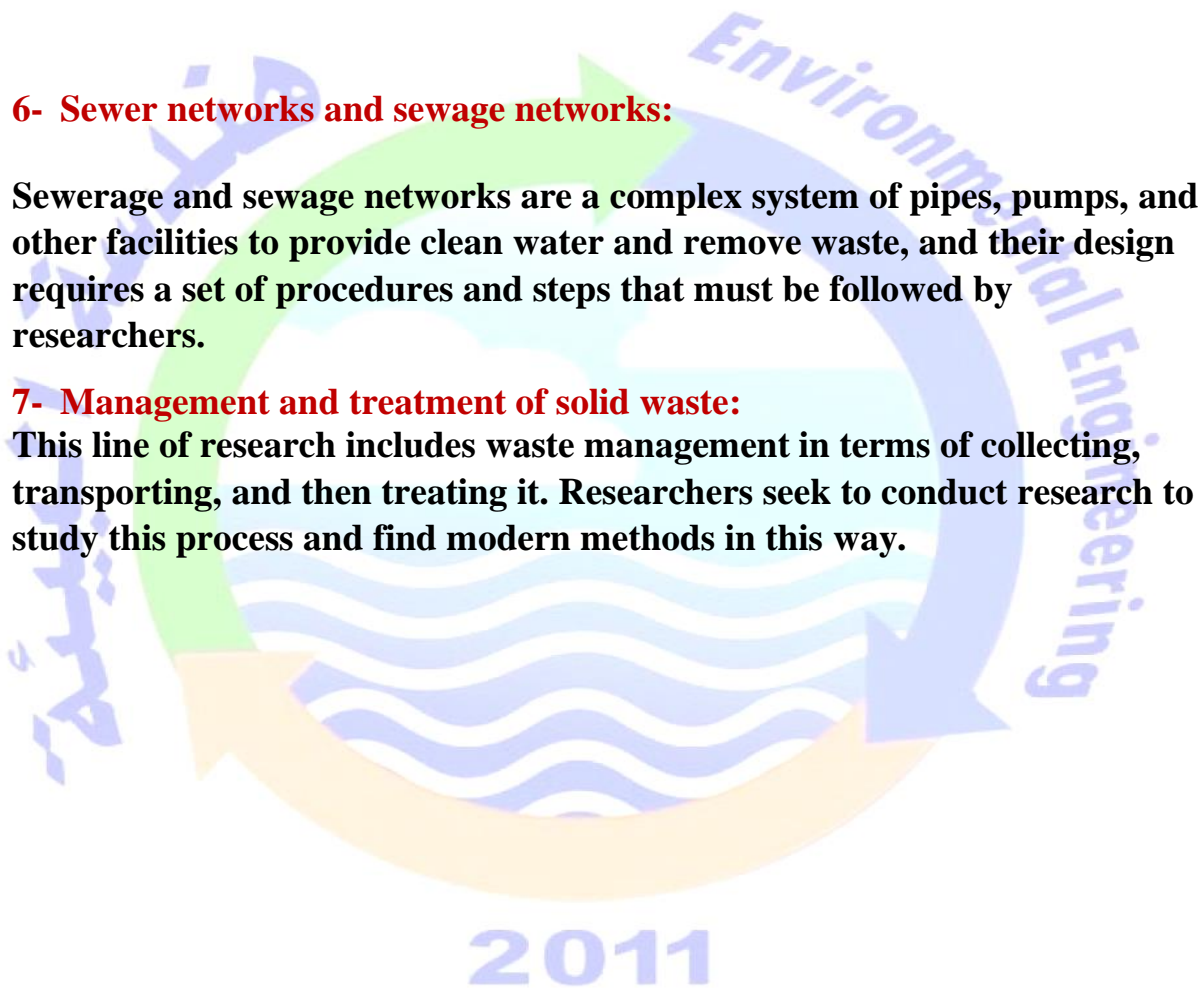 6- Sewer networks and sewage networks:
Sewerage and sewage networks are a complex system of pipes, pumps, and
other facilities to provide clean water and remove waste, and their design
requires a set of procedures and steps that must be followed by
researchers.
7- Management and treatment of solid waste:
This line of research includes waste management in terms of collecting,
transporting, and then treating it. Researchers seek to conduct research to
study this process and find modern methods in this way.
Environmental Engineering
2011